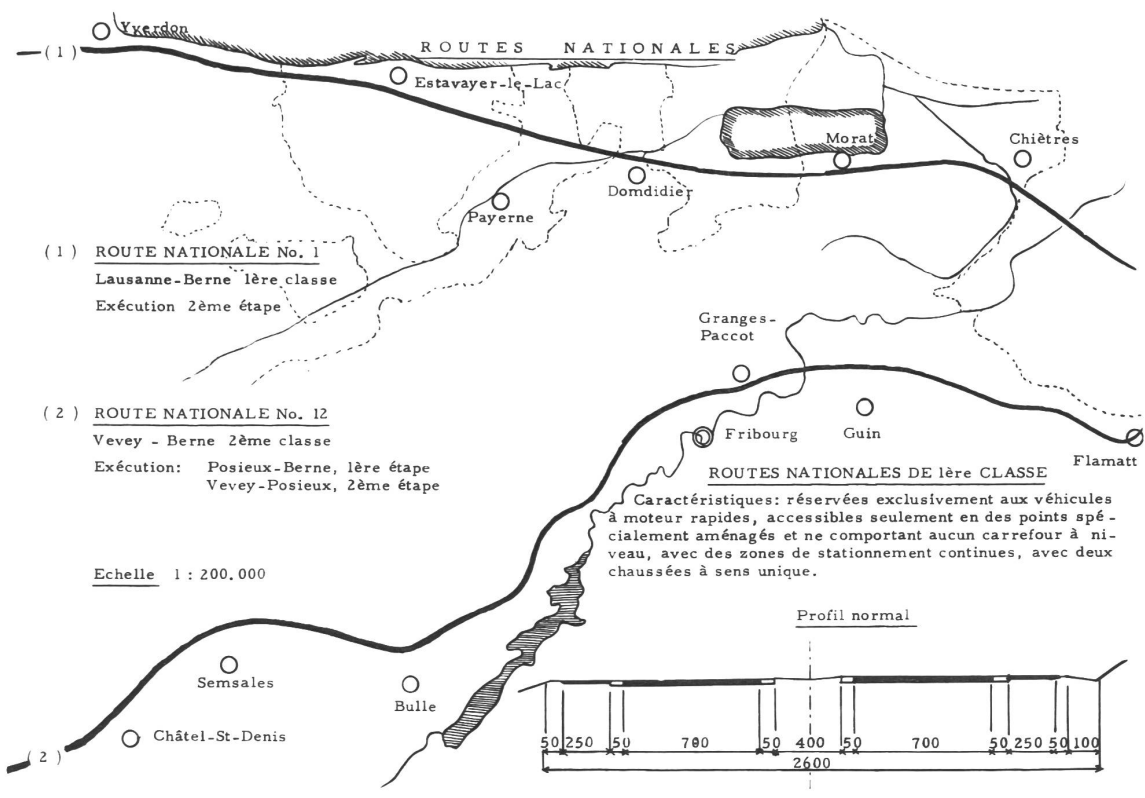 Yverdon
(1)
ROUTES NATIONALES
Estavayer-le-Lac
Morat
Chiètres
Domdidier
Payerne
(1) ROUTE NATIONALE No. 1
Lausanne-Berne 1ère classe
Exécution 2ème étape
Granges-
Paccot
(2) ROUTE NATIONALE No. 12
Vevey - Berne 2ème classe
Exécution: Posieux-Berne, 1ère étape
Vevey-Posieux, 2ème étape
Fribourg
Guin
Flamatt
ROUTES NATIONALES DE 1ère CLASSE
Caractéristiques: réservées exclusivement aux véhicules
à moteur rapides, accessibles seulement en des points spé-
cialement aménagés et ne comportant aucun carrefour à ni-
veau, avec des zones de stationnement continues, avec deux
chaussées à sens unique.
Echelle 1 : 200.000
Profil normal
Semsales
Bulle
Châtel-St-Denis
(2)
50 250 50 700 50 400 50 700 50 250 50 100
2600